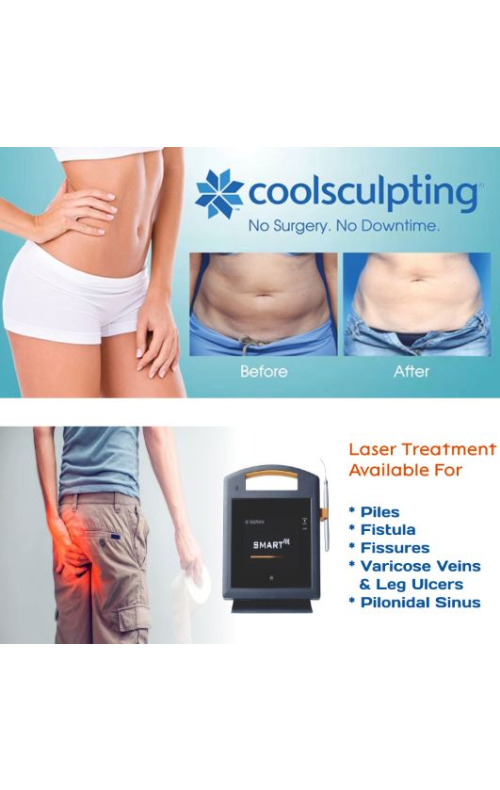 coolsculpting
No Surgery. No Downtime.
Before
After
Laser Treatment
Available For
* Piles
* Fistula
* Fissures
* Varicose Veins
& Leg Ulcers
* Pilonidal Sinus
SMART